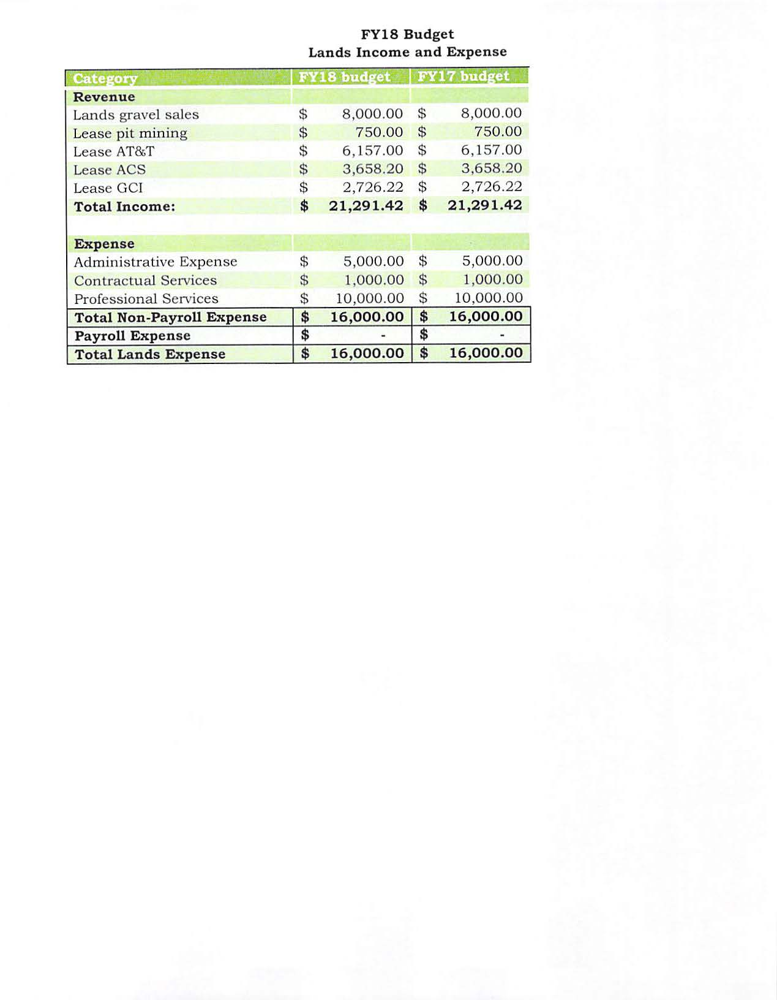 FY18 Budget
Lands Income and Expense
Category FY18 budget FY17 budget
Revenue
Lands gravel sales $ 8,000.00 $ 8,000.00
Lease pit mining $ 750.00 $ 750.00
Lease AT&T $ 6,157.00 $ 6,157.00
Lease ACS $ 3,658.20 $ 3,658.20
Lease GCI $ 2,726.22 $ 2,726.22
Total Income: $ 21,291.42 $ 21,291.42
Expense
Administrative Expense $ 5,000.00 $ 5,000.00
Contractual Services $ 1,000.00 $ 1,000.00
Professional Services $ 10,000.00 $ 10,000.00
Total Non-Payroll Expense $ 16,000.00 $ 16,000.00
Payroll Expense $ - $ -
Total Lands Expense $ 16,000.00 $ 16,000.00